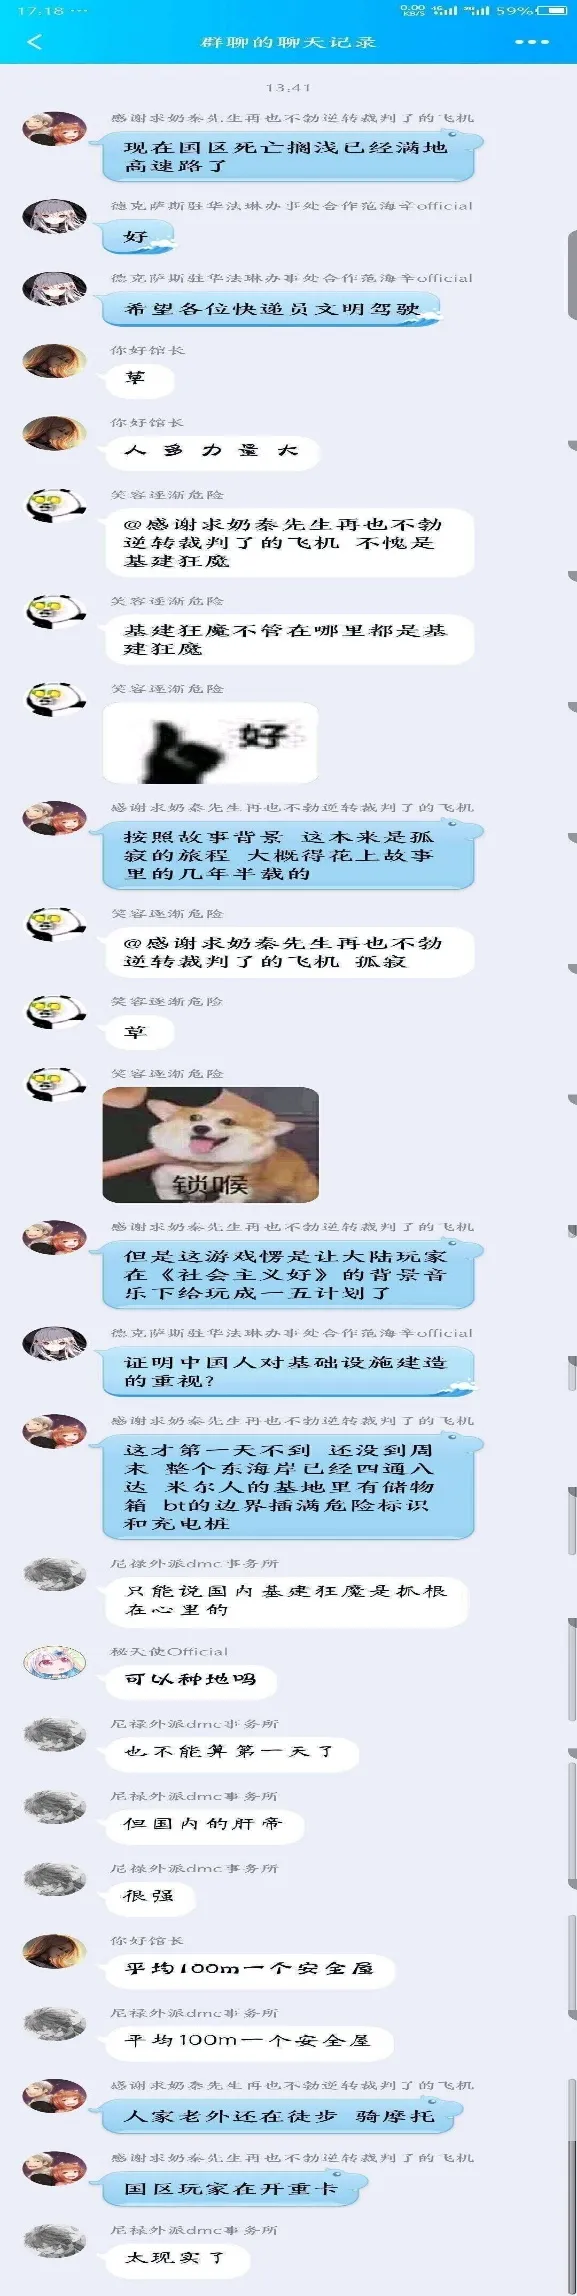 17:18 ···
0.00 KB/S 59%
群聊的聊天记录
13:41
感谢求奶秦先生再也不勃逆转裁判了的飞机
现在国区死亡搁浅已经满地
高速路了
德克萨斯驻华法琳办事处合作范海辛official
好
德克萨斯驻华法琳办事处合作范海辛official
希望各位快递员文明驾驶
你好馆长
草
你好馆长
人 多 力 量 大
笑容逐渐危险
@感谢求奶秦先生再也不勃
逆转裁判了的飞机 不愧是
基建狂魔
笑容逐渐危险
基建狂魔不管在哪里都是基
建狂魔
笑容逐渐危险
好
感谢求奶秦先生再也不勃逆转裁判了的飞机
按照故事背景 这本来是孤
寂的旅程 大概得花上故事
里的几年半载的
笑容逐渐危险
@感谢求奶秦先生再也不勃
逆转裁判了的飞机 孤寂
笑容逐渐危险
草
笑容逐渐危险
锁喉
感谢求奶秦先生再也不勃逆转裁判了的飞机
但是这游戏愣是让大陆玩家
在《社会主义好》的背景音
乐下给玩成一五计划了
德克萨斯驻华法琳办事处合作范海辛official
证明中国人对基础设施建造
的重视?
感谢求奶秦先生再也不勃逆转裁判了的飞机
这才第一天不到 还没到周
末 整个东海岸已经四通八
达 米尔人的基地里有储物
箱 bt的边界插满危险标识
和充电桩
尼禄外派dmc事务所
只能说国内基建狂魔是抓根
在心里的
秘天使Official
可以种地吗
尼禄外派dmc事务所
也不能算第一天了
尼禄外派dmc事务所
但国内的肝帝
尼禄外派dmc事务所
很强
你好馆长
平均100m一个安全屋
尼禄外派dmc事务所
平均100m一个安全屋
感谢求奶秦先生再也不勃逆转裁判了的飞机
人家老外还在徒步 骑摩托
感谢求奶秦先生再也不勃逆转裁判了的飞机
国区玩家在开重卡
尼禄外派dmc事务所
太现实了